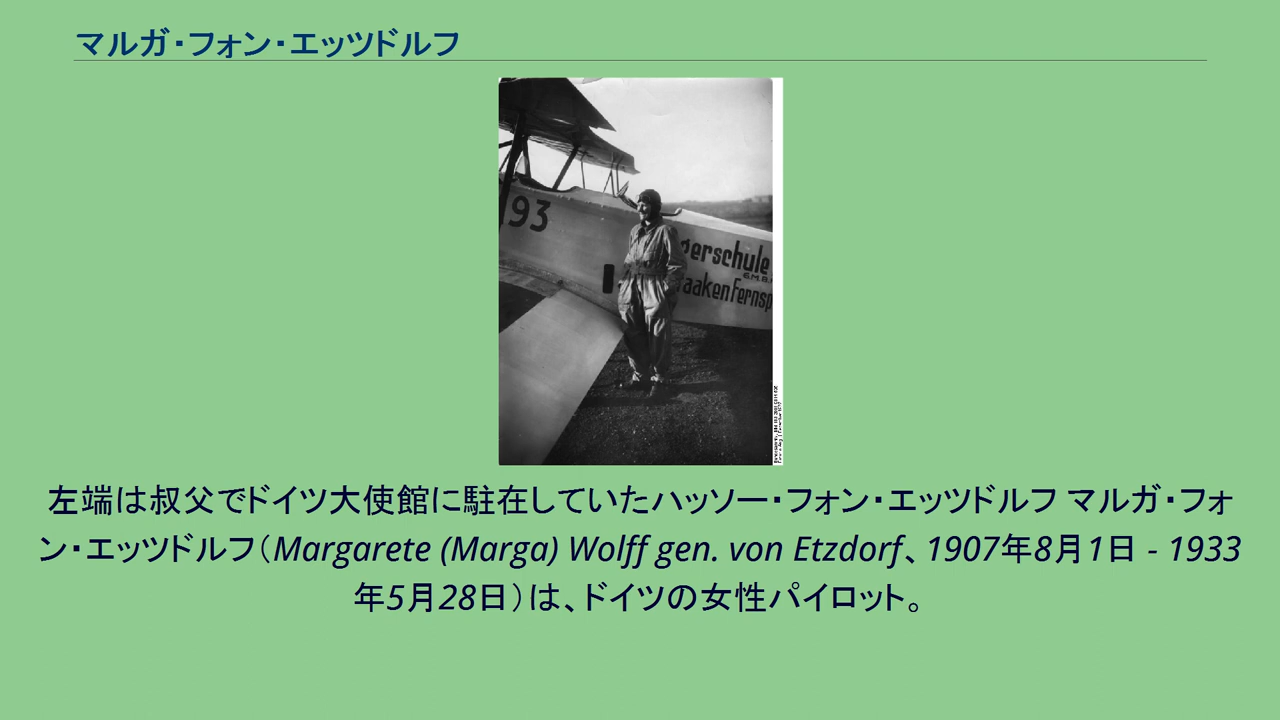 マルガ・フォン・エッツドルフ
93
gerschule
G.M.B.
raaken Fernsp
左端は叔父でドイツ大使館に駐在していたハッソー・フォン・エッツドルフ マルガ・フォ
ン・エッツドルフ（Margarete (Marga) Wolff gen. von Etzdorf、1907年8月1日 - 1933
年5月28日）は、ドイツの女性パイロット。